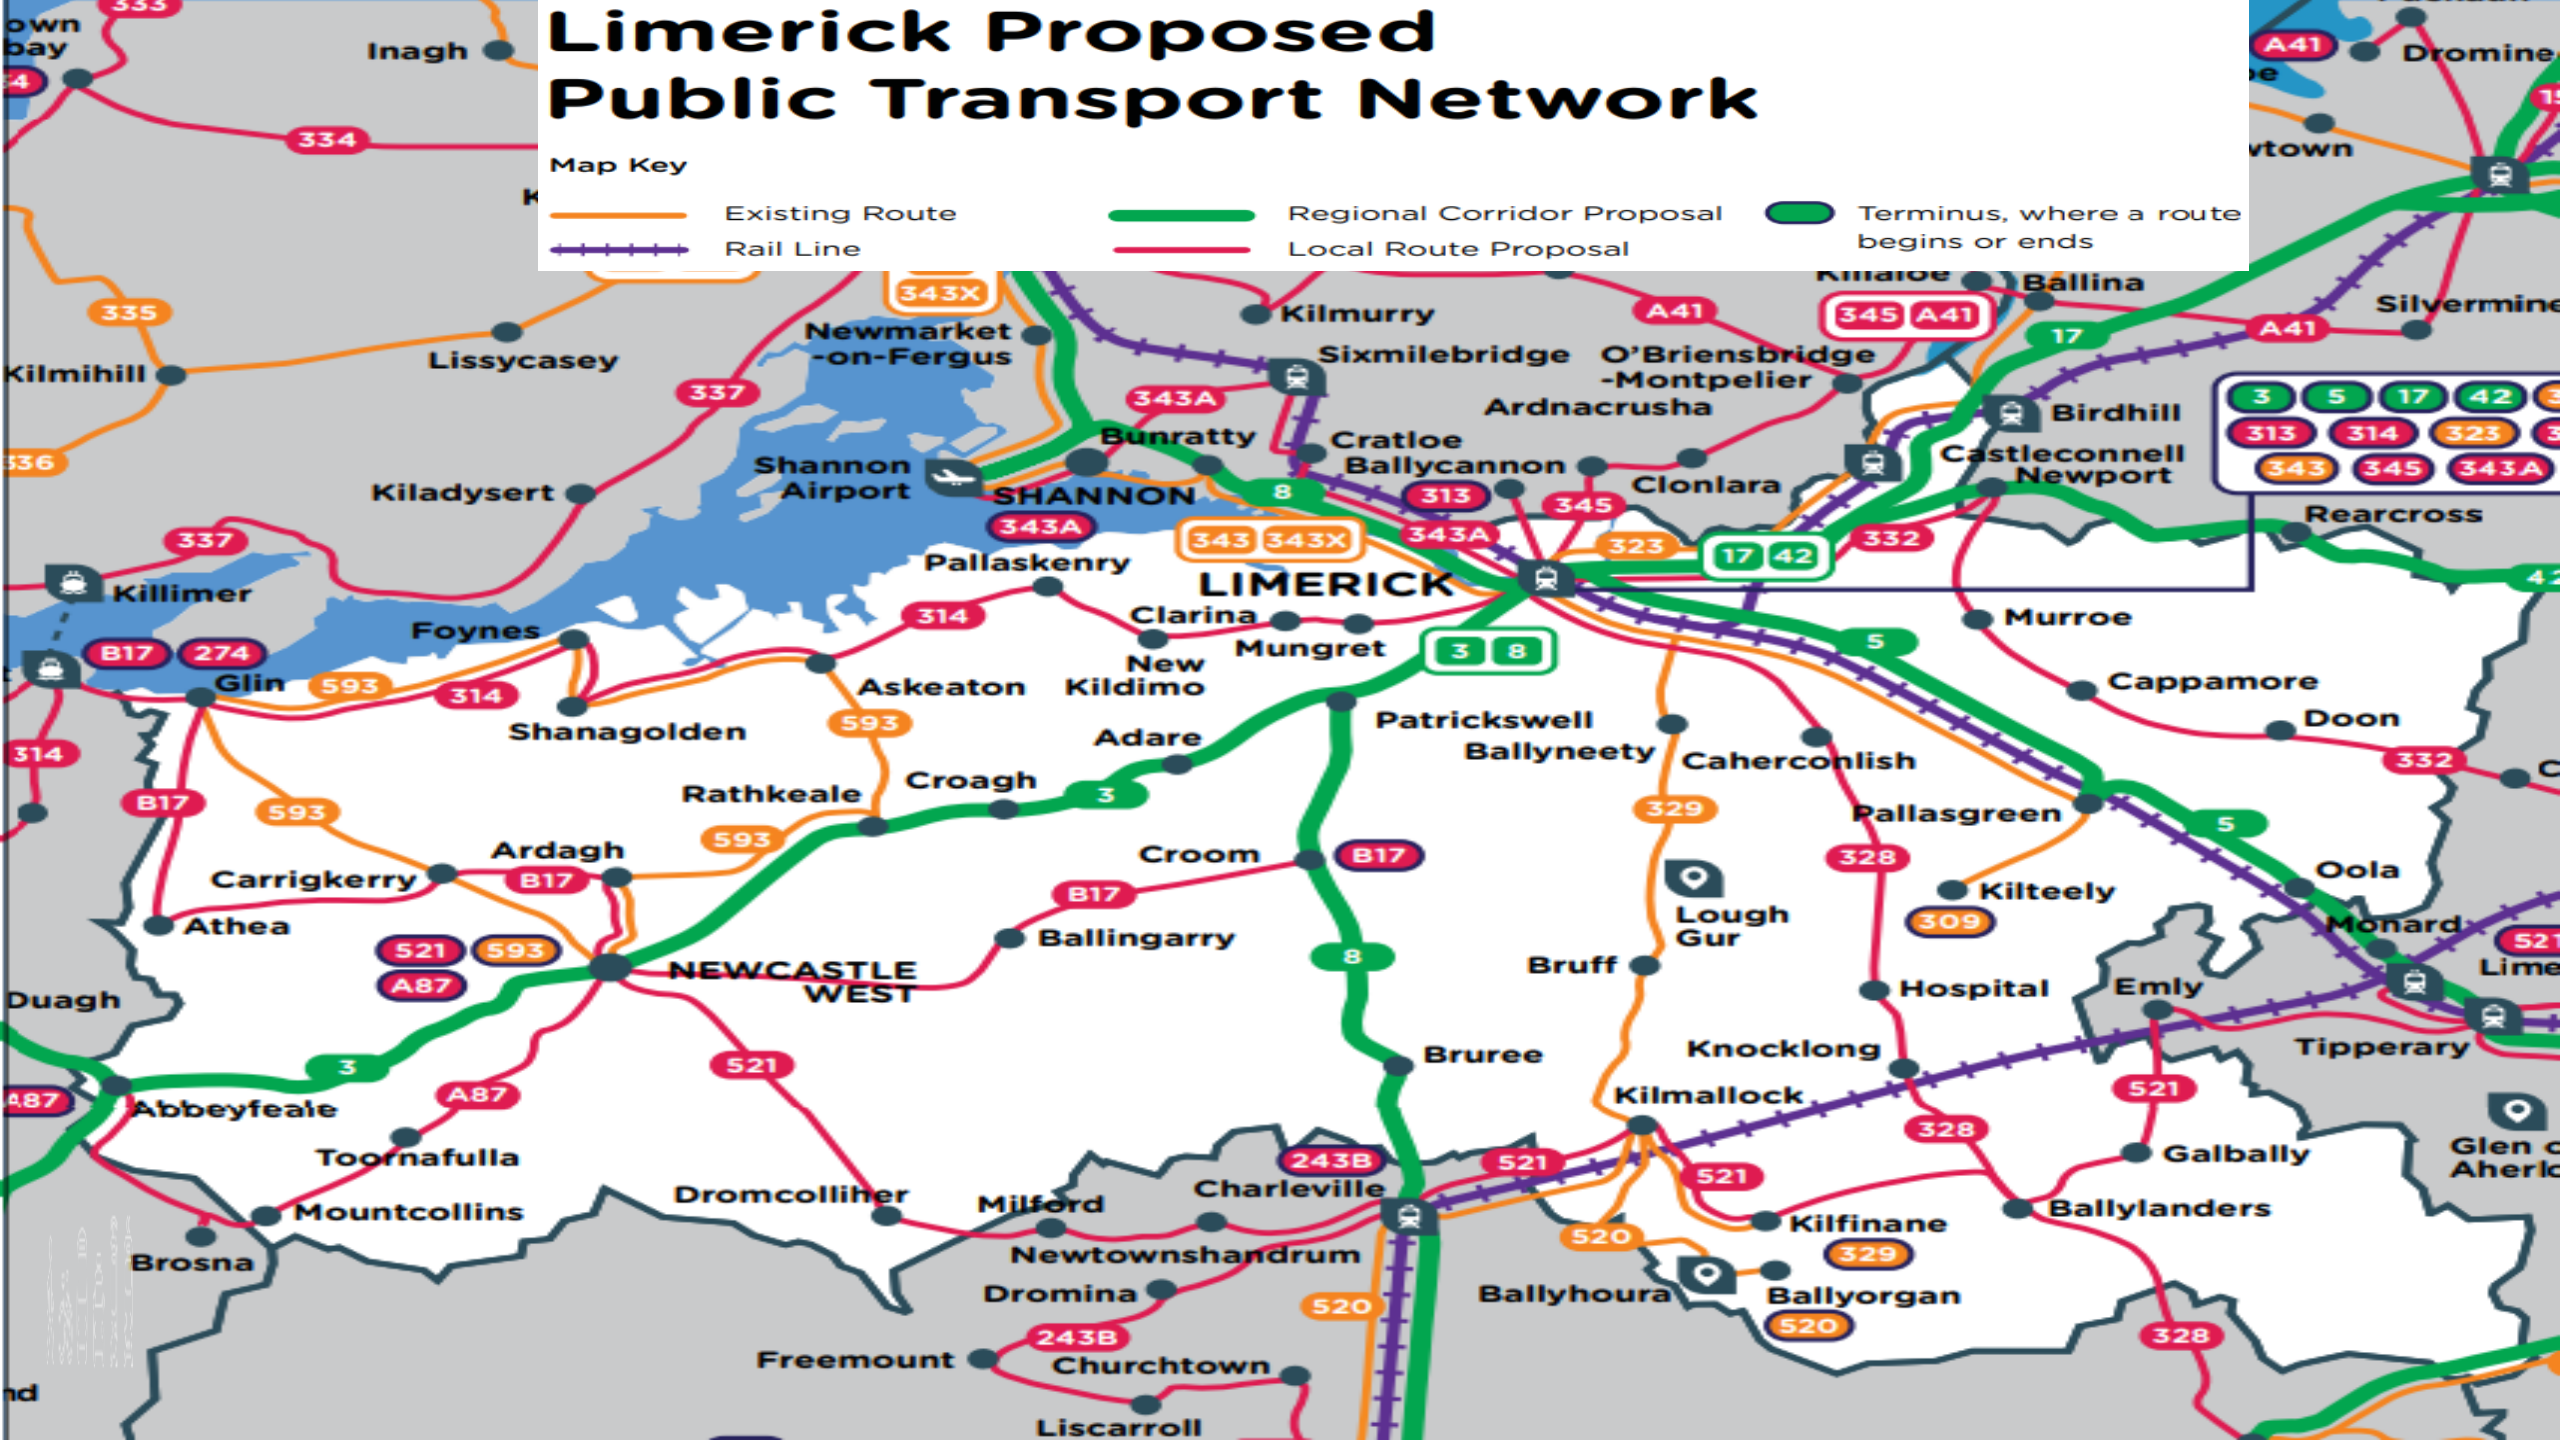 Limerick Proposed
Public Transport Network
Map Key
Existing Route
Rail Line
Regional Corridor Proposal
Local Route Proposal
Terminus, where a route
begins or ends
333
Inagh
334
335
Kilmihill
Lissycasey
336
337
Kiladysert
337
Killimer
343X
Newmarket
-on-Fergus
Kilmurry
A41
Sixmilebridge
O'Briensbridge
-Montpelier
Ardnacrusha
343A
Bunratty
Cratloe
Ballycannon
Shannon
Airport
SHANNON
343A
8
313
345
Clonlara
343 343X
343A
323
17 42
332
LIMERICK
Ballina
345 A41
17
A41
A41
Birdhill
Castleconnell
Newport
3 5 17 42
313 314 323
343 345 343A
Rearcross
42
Pallaskenry
314
Clarina
Mungret
New
Kildimo
3 8
5
Murroe
Cappamore
Doon
332
Foynes
B17 274
Glin
593
314
Shanagolden
Askeaton
593
314
B17
593
Patrickswell
Adare
Croagh
3
Rathkeale
593
Ballyneety
Caherconlish
Pallasgreen
5
329
328
Croom
B17
Ardagh
B17
Carrigkerry
Athea
B17
Ballingarry
Lough
Gur
Kilteely
309
Oola
Monard
521
521 593
A87
NEWCASTLE
WEST
8
Bruff
Hospital
Emly
Tipperary
Duagh
3
521
Bruree
Knocklong
Kilmallock
A87
Abbeyfeale
A87
Toornafulla
Mountcollins
Brosna
Dromcolliher
Milford
243B
Charleville
521
521
328
521
Galbally
Newtownshandrum
Kilfinane
329
Ballylanders
520
Ballyhoura
Ballyorgan
520
Dromina
243B
520
Freemount
Churchtown
Liscarroll
328